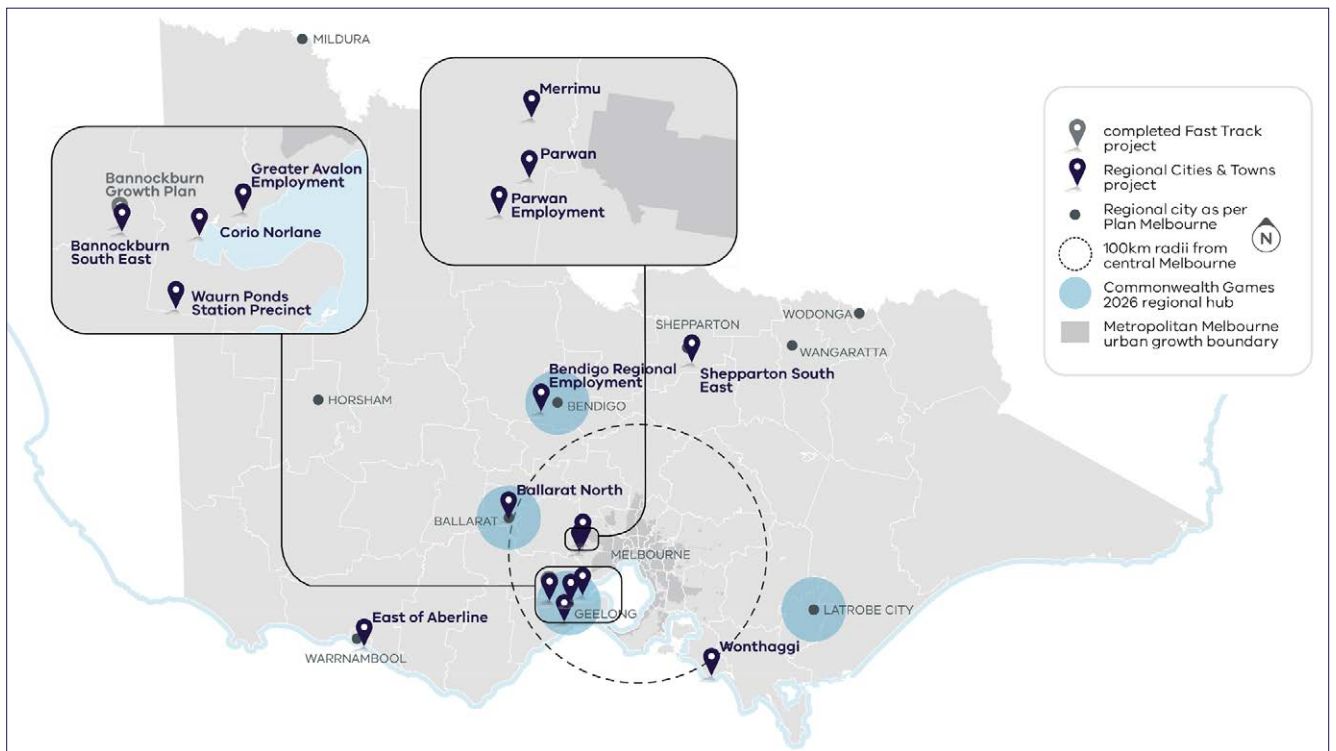 MILDURA
Merrimu
Parwan
Parwan
Employment
Bannockburn
Growth Plan
Greater Avalon
Employment
Corio Norlane
Bannockburn
South East
Waurn Ponds
Station Precinct
completed Fast Track
project
Regional Cities & Towns
project
Regional city as per
Plan Melbourne
N
100km radii from
central Melbourne
Commonwealth Games
2026 regional hub
Metropolitan Melbourne
urban growth boundary
WODONGA
SHEPPARTON
WANGARATTA
Shepparton South
East
Bendigo Regional
Employment
BENDIGO
HORSHAM
Ballarat North
BALLARAT
MELBOURNE
GEELONG
LATROBE CITY
East of Aberline
WARRNAMBOOL
Wonthaggi